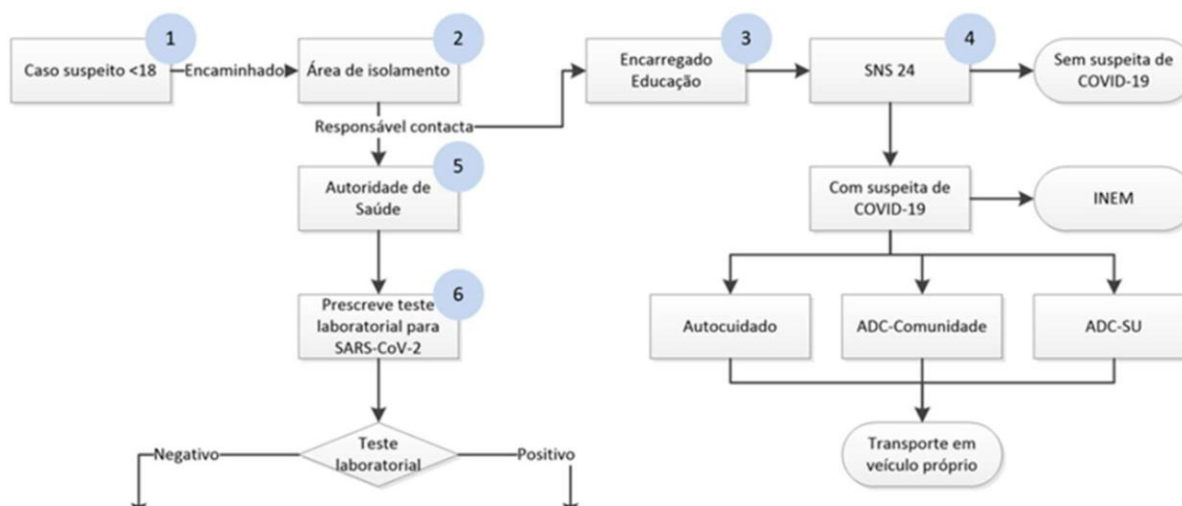 1
Caso suspeito <18
Encaminhado
2
Área de isolamento
3
Encarregado
Educação
4
SNS 24
Sem suspeita de
COVID-19
Responsável contacta
5
Autoridade de
Saúde
Com suspeita de
COVID-19
INEM
6
Prescreve teste
laboratorial para
SARS-CoV-2
Autocuidado
ADC-Comunidade
ADC-SU
Negativo
Teste
laboratorial
Positivo
Transporte em
veículo próprio